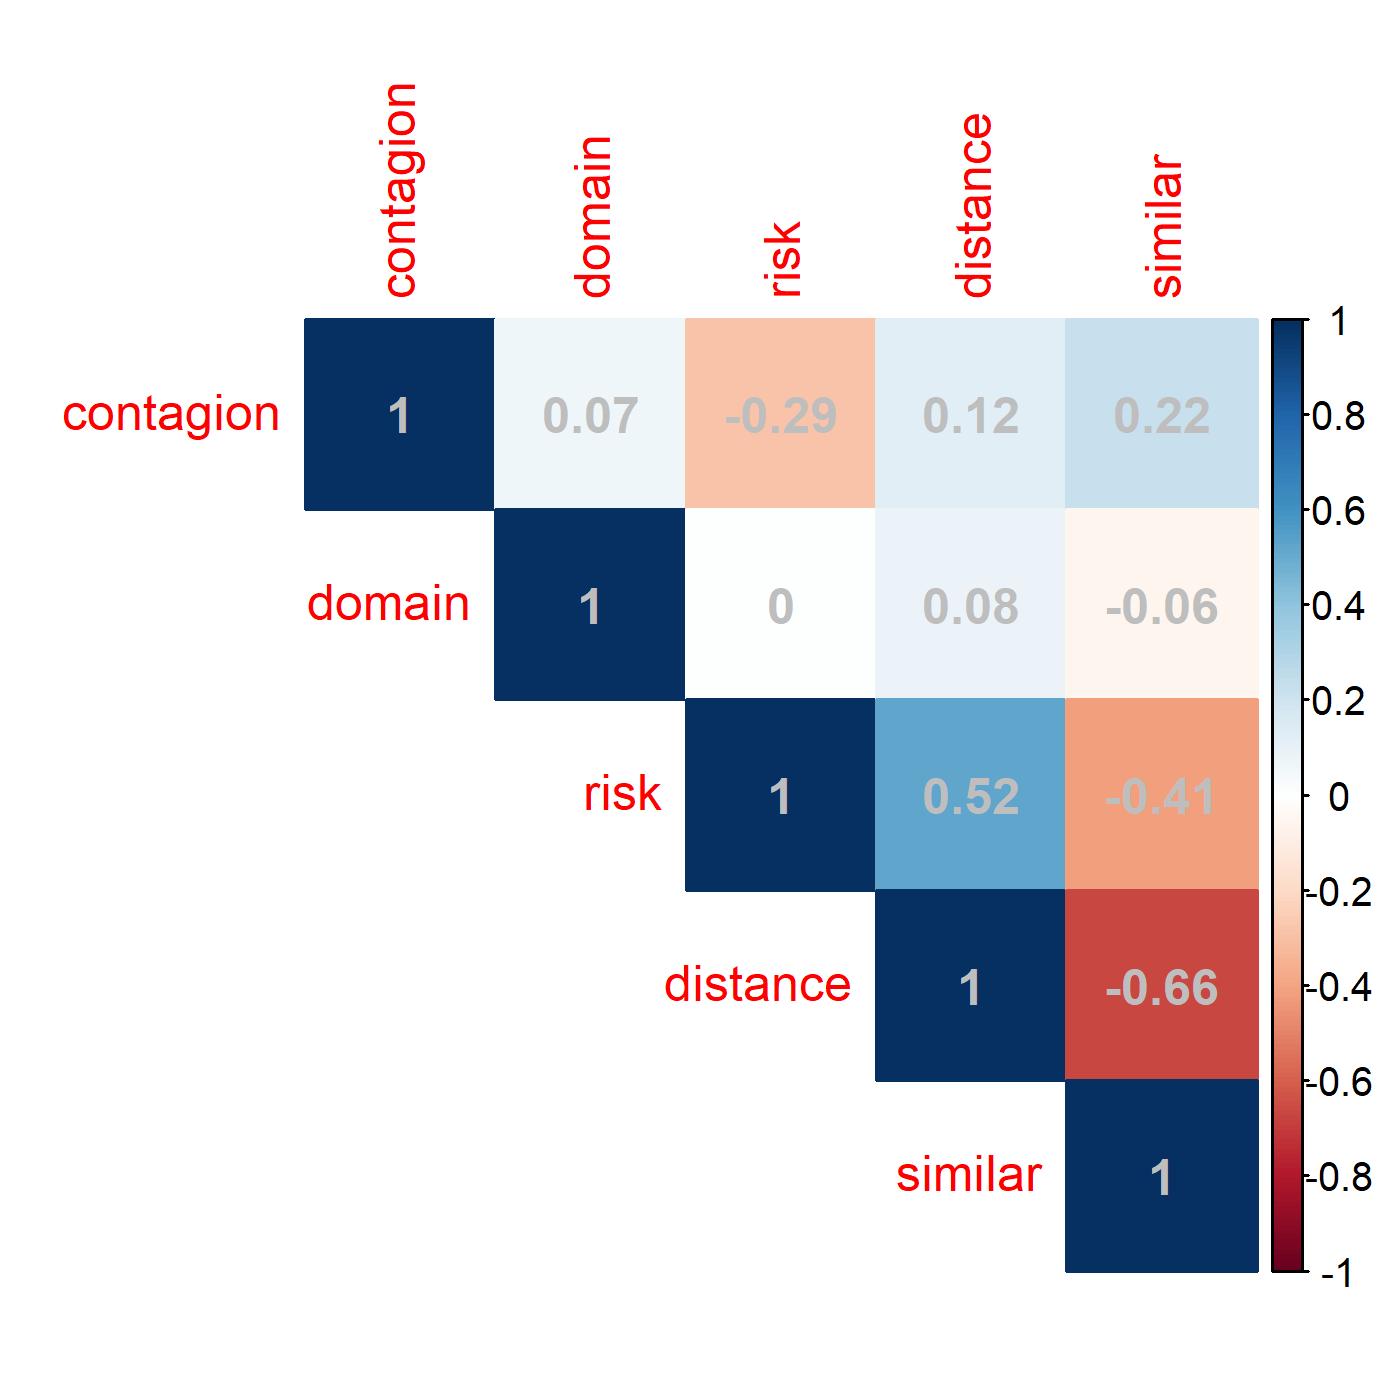 contagion
domain
risk
distance
similar
contagion 1 0.07 -0.29 0.12 0.22
domain 1 0 0.08 -0.06
risk 1 0.52 -0.41
distance 1 -0.66
similar 1
1
0.8
0.6
0.4
0.2
0
-0.2
-0.4
-0.6
-0.8
-1